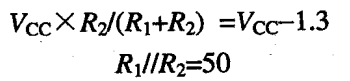 V_CC×R_2/(R_1+R_2) =V_CC−1.3
R_1//R_2=50